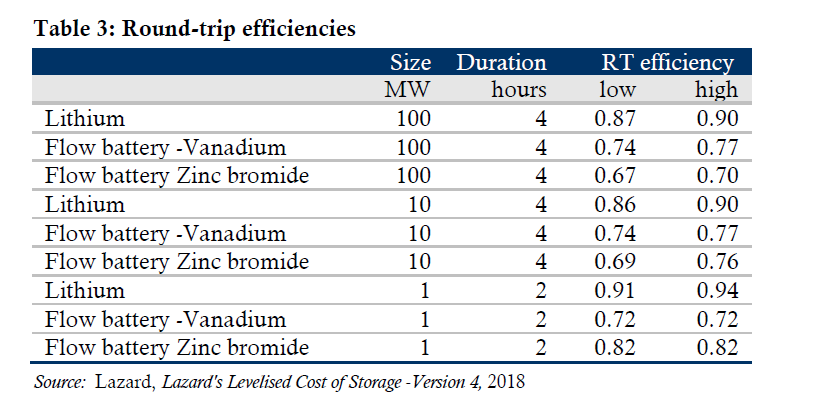 Table 3: Round-trip efficiencies
Size Duration RT efficiency
MW hours low high
Lithium 100 4 0.87 0.90
Flow battery -Vanadium 100 4 0.74 0.77
Flow battery Zinc bromide 100 4 0.67 0.70
Lithium 10 4 0.86 0.90
Flow battery -Vanadium 10 4 0.74 0.77
Flow battery Zinc bromide 10 4 0.69 0.76
Lithium 1 2 0.91 0.94
Flow battery -Vanadium 1 2 0.72 0.72
Flow battery Zinc bromide 1 2 0.82 0.82
Source: Lazard, Lazard's Levelised Cost of Storage -Version 4, 2018